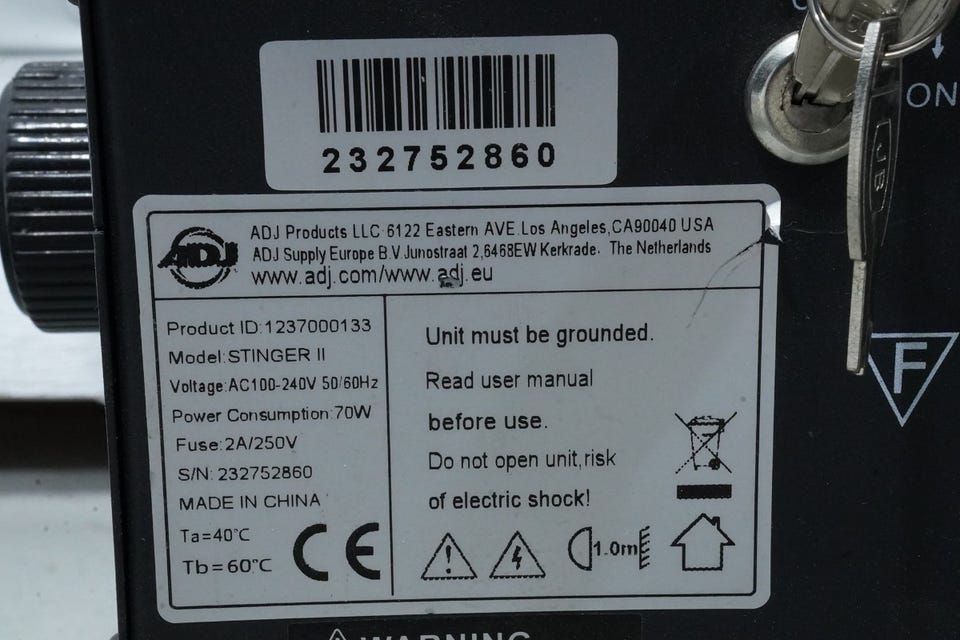 232752860
ON
JB
ADJ
ADJ Products LLC 6122 Eastern AVE.Los Angeles,CA90040 USA
ADJ Supply Europe B.V.Junostraat 2,6468EW Kerkrade. The Netherlands
www.adj.com/www.adj.eu
Product ID:1237000133
Model:STINGER II
Voltage:AC100-240V 50/60Hz
Power Consumption:70W
Fuse:2A/250V
S/N: 232752860
MADE IN CHINA
Ta=40°C
Tb=60°C
CE
Unit must be grounded.
Read user manual
before use.
Do not open unit,risk
of electric shock!
1.0m
F
WARNING